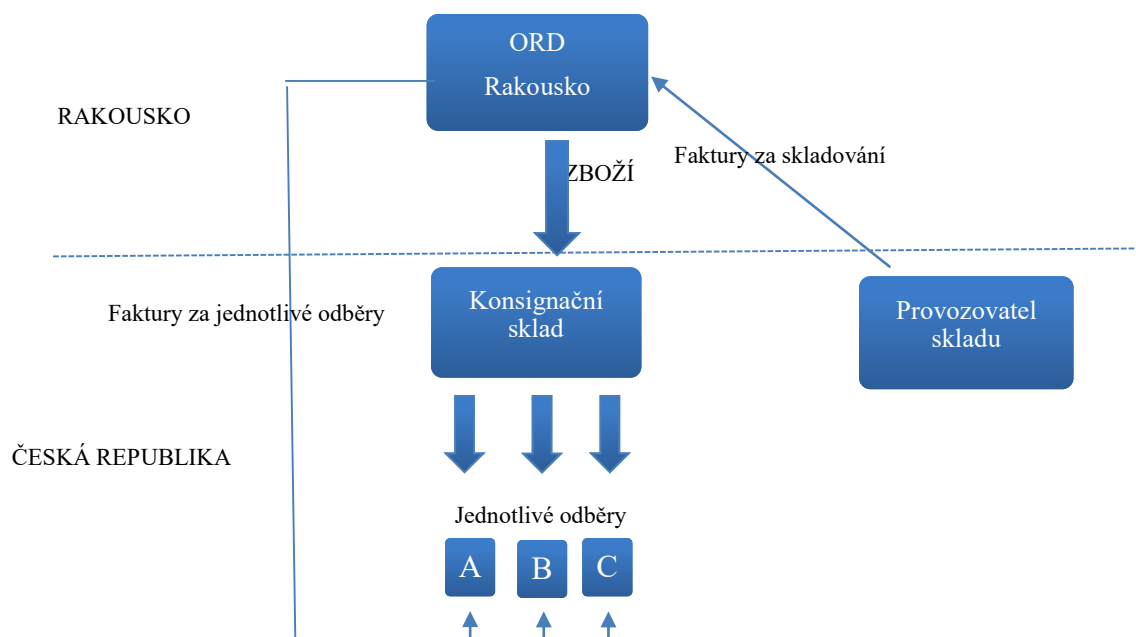 ORD
Rakousko
RAKOUSKO
Faktury za skladování
ZBOŽÍ
Konsignační
sklad
Provozovatel
skladu
Faktury za jednotlivé odběry
ČESKÁ REPUBLIKA
Jednotlivé odběry
A
B
C